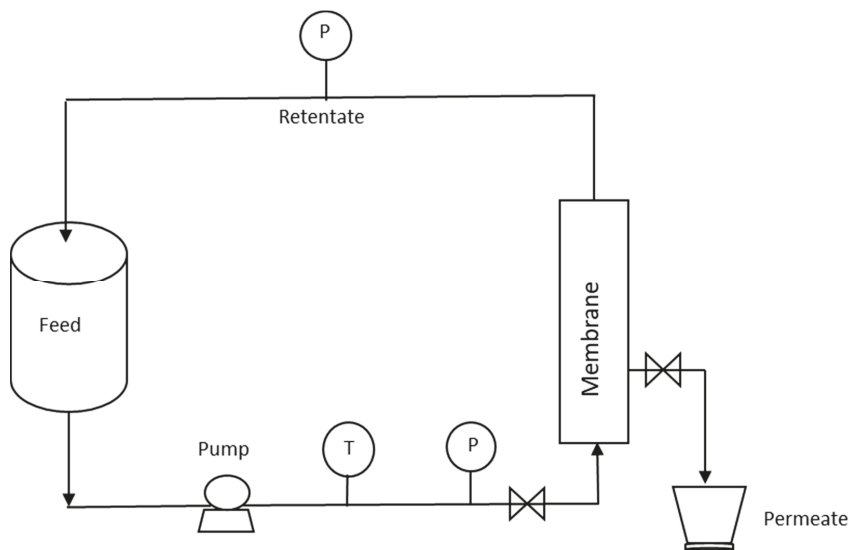 P
Retentate
Feed
Membrane
Pump
T
P
Permeate